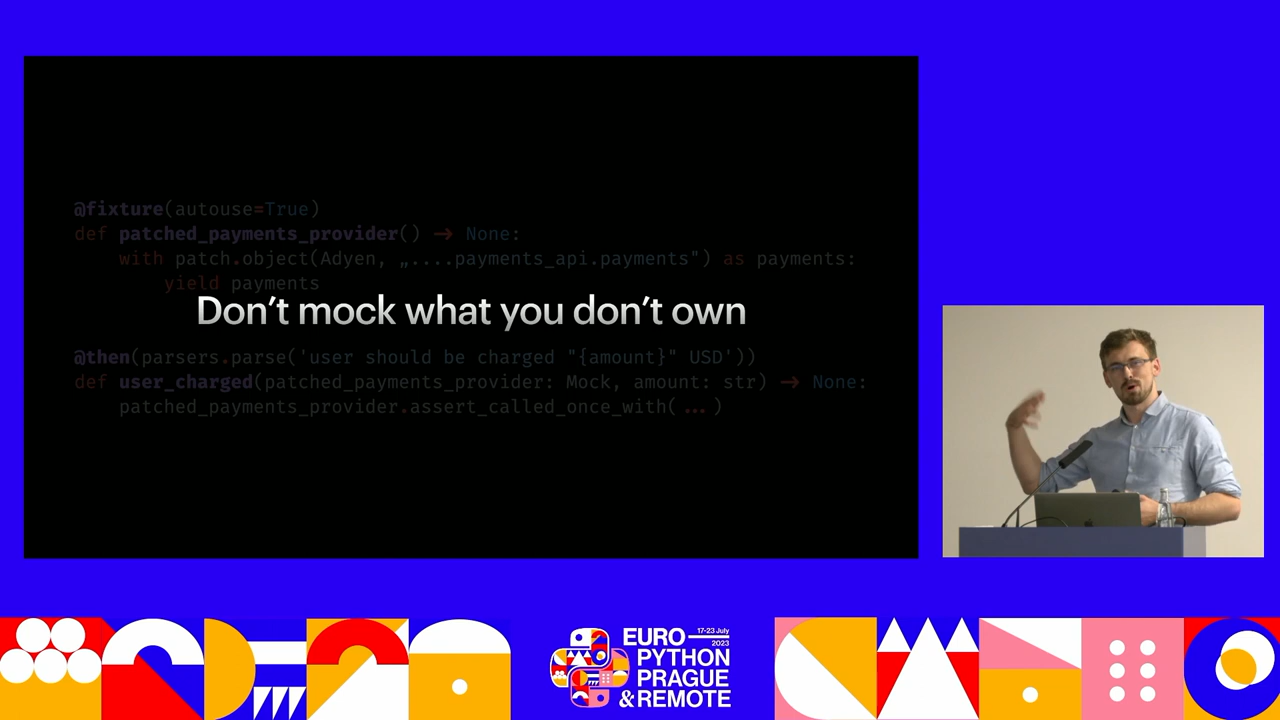 @fixture(autouse=True)
def patched_payments_provider() → None:
    with patch.object(Adyen, „....payments_api.payments") as payments:
        yield payments
Don't mock what you don't own
@then(parsers.parse('user should be charged "{amount}" USD'))
def user_charged(patched_payments_provider: Mock, amount: str) → None:
    patched_payments_provider.assert_called_once_with(...)
EURO 17-23 July 2023
PYTHON
PRAGUE
& REMOTE